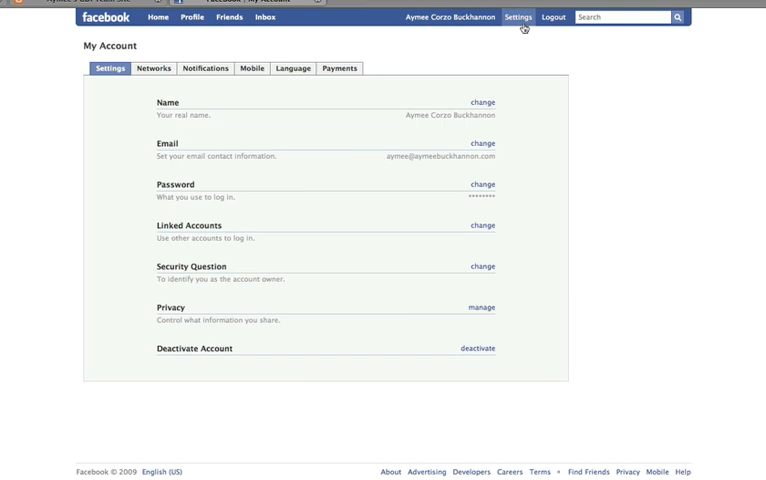 facebook Home Profile Friends Inbox Aymee Corzo Buckhannon Settings Logout Search
My Account
Settings Networks Notifications Mobile Language Payments
Name change
Your real name. Aymee Corzo Buckhannon
Email change
Set your email contact information. aymee@aymeebuckhannon.com
Password change
What you use to log in. ********
Linked Accounts change
Use other accounts to log in.
Security Question change
To identify you as the account owner.
Privacy manage
Control what information you share.
Deactivate Account deactivate
Facebook © 2009 English (US) About Advertising Developers Careers Terms • Find Friends Privacy Mobile Help